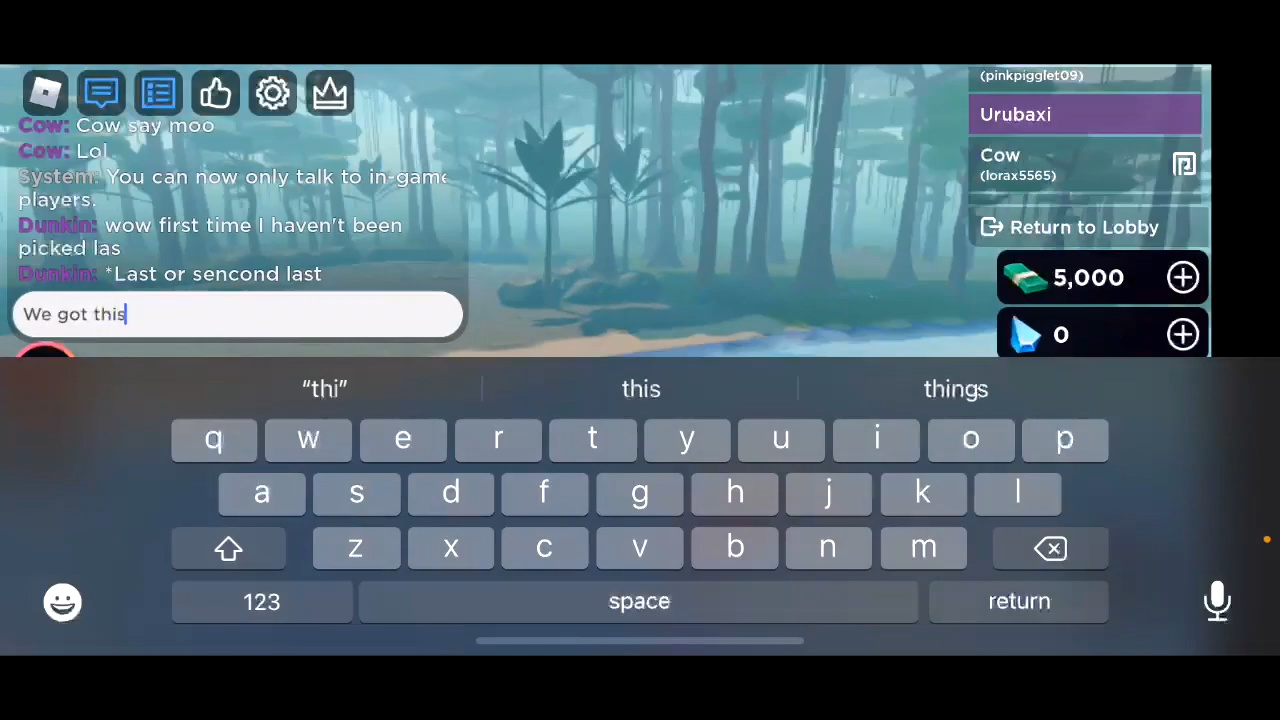 (pinkpigglet09)
Cow: Cow say moo
Urubaxi
Cow: Lol
Cow
(lorax5565)
System: You can now only talk to in-game
players.
Dunkin: wow first time I haven't been
picked las
Return to Lobby
Dunkin: *Last or sencond last
5,000
We got this
0
“thi”
this
things
q w e r t y u i o p
a s d f g h j k l
z x c v b n m
123
space
return